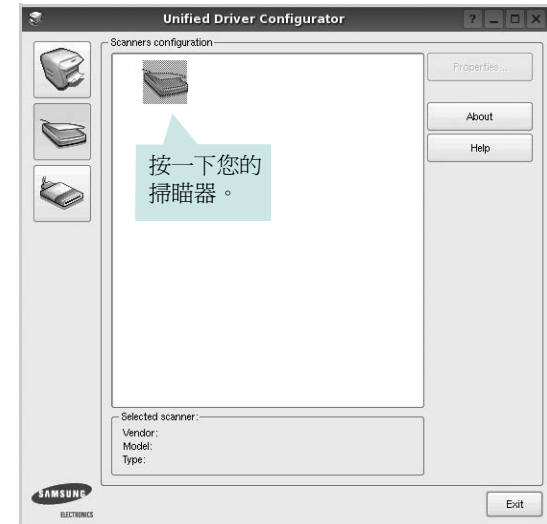 Unified Driver Configurator
Scanners configuration
Properties...
About
Help
按一下您的
掃瞄器。
Selected scanner:
Vendor:
Model:
Type:
SAMSUNG
ELECTRONICS
Exit